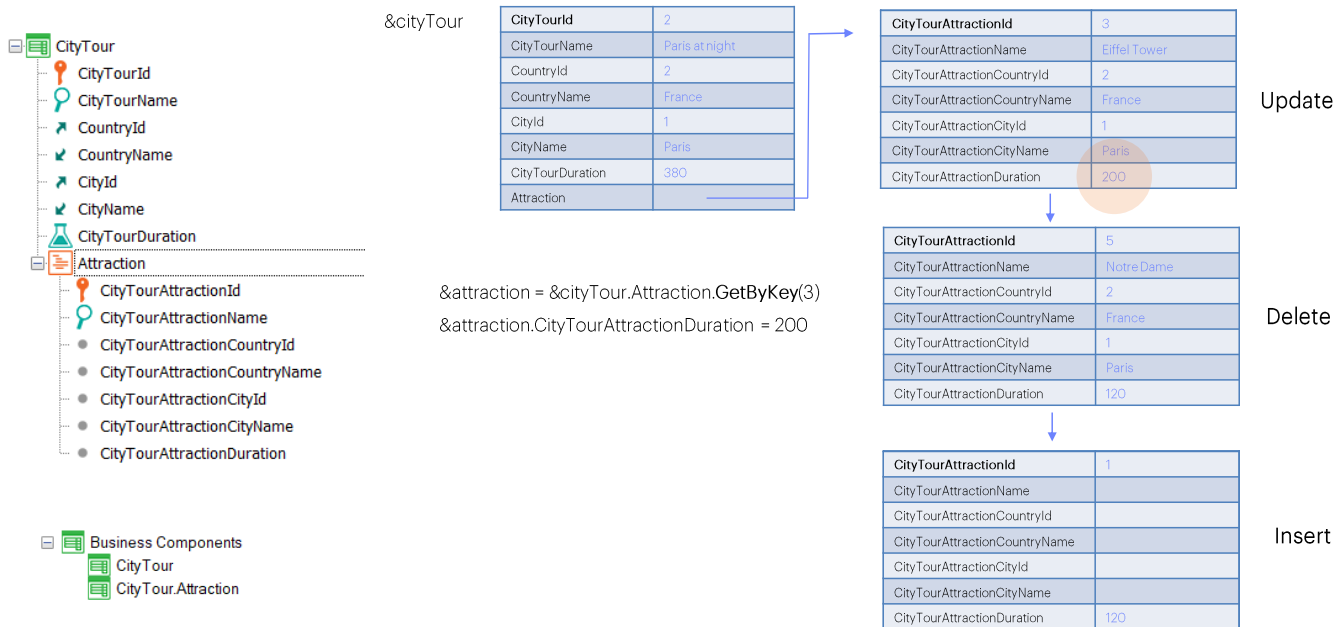 CityTour
CityTourId
CityTourName
CountryId
CountryName
CityId
CityName
CityTourDuration
Attraction
CityTourAttractionId
CityTourAttractionName
CityTourAttractionCountryId
CityTourAttractionCountryName
CityTourAttractionCityId
CityTourAttractionCityName
CityTourAttractionDuration
Business Components
CityTour
CityTour.Attraction
&cityTour
CityTourId 2
CityTourName Paris at night
CountryId 2
CountryName France
CityId 1
CityName Paris
CityTourDuration 380
Attraction
&attraction = &cityTour.Attraction.GetByKey(3)
&attraction.CityTourAttractionDuration = 200
CityTourAttractionId 3
CityTourAttractionName Eiffel Tower
CityTourAttractionCountryId 2
CityTourAttractionCountryName France
CityTourAttractionCityId 1
CityTourAttractionCityName Paris
CityTourAttractionDuration 200
Update
CityTourAttractionId 5
CityTourAttractionName Notre Dame
CityTourAttractionCountryId 2
CityTourAttractionCountryName France
CityTourAttractionCityId 1
CityTourAttractionCityName Paris
CityTourAttractionDuration 120
Delete
CityTourAttractionId 1
CityTourAttractionName
CityTourAttractionCountryId
CityTourAttractionCountryName
CityTourAttractionCityId
CityTourAttractionCityName
CityTourAttractionDuration 120
Insert